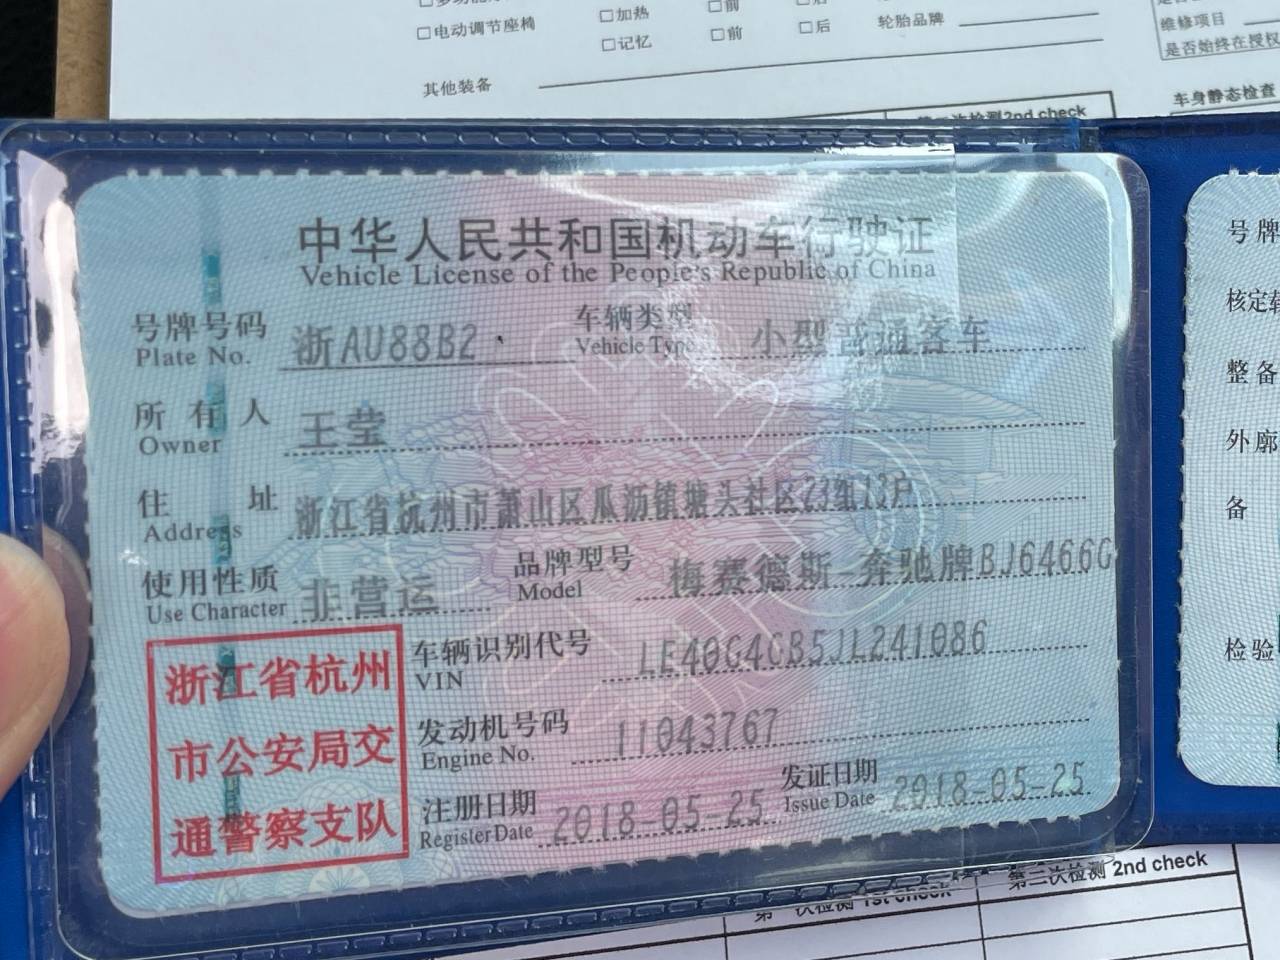 □电动调节座椅 □加热 □前 □后 轮胎品牌
□记忆 □前 □后
维修项目
是否始终在授权
其他装备
车身静态检查
2nd check
中华人民共和国机动车行驶证
Vehicle License of the People's Republic of China
号牌号码 浙AU88B2 车辆类型 小型普通客车
Plate No. Vehicle Type
所有人 王莹
Owner
住址 浙江省杭州市萧山区瓜沥镇塘头社区23组13户
Address
使用性质 非营运 品牌型号 梅赛德斯-奔驰牌BJ6466G
Use Character Model
浙江省杭州
市公安局交
通警察支队
车辆识别代号 LE40G4GB5JL241086
VIN
发动机号码 11043767
Engine No.
注册日期 2018-05-25 发证日期 2018-05-25
Register Date Issue Date
号牌
核定
整备
外廓
备
检验
第二次检测 2nd check
1st check